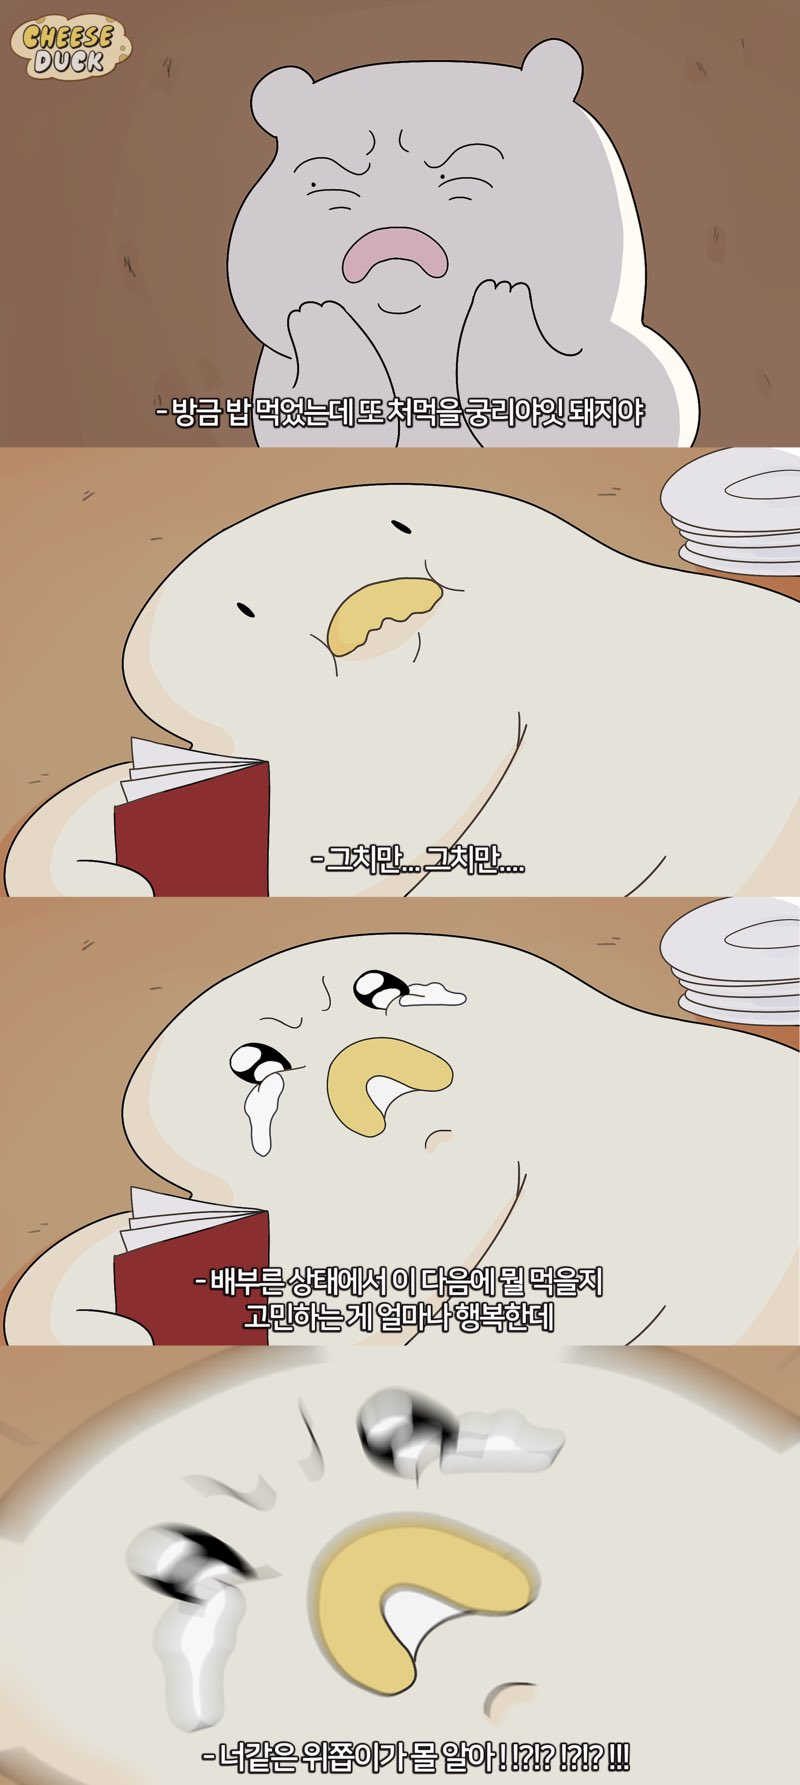 CHEESE
DUCK
- 방금 밥 먹었는데 또 처먹을 궁리야잇 돼지야
- 그치만... 그치만....
- 배부른 상태에서 이 다음에 뭘 먹을지
고민하는 게 얼마나 행복한데
- 너같은 위쫍이가 몰 알아 ! !?!? !?!? !!!